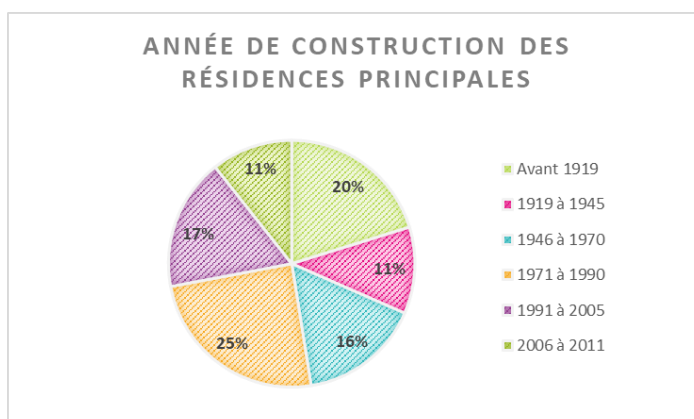 ANNÉE DE CONSTRUCTION DES
RÉSIDENCES PRINCIPALES
11%
20%
17%
11%
25%
16%
Avant 1919
1919 à 1945
1946 à 1970
1971 à 1990
1991 à 2005
2006 à 2011